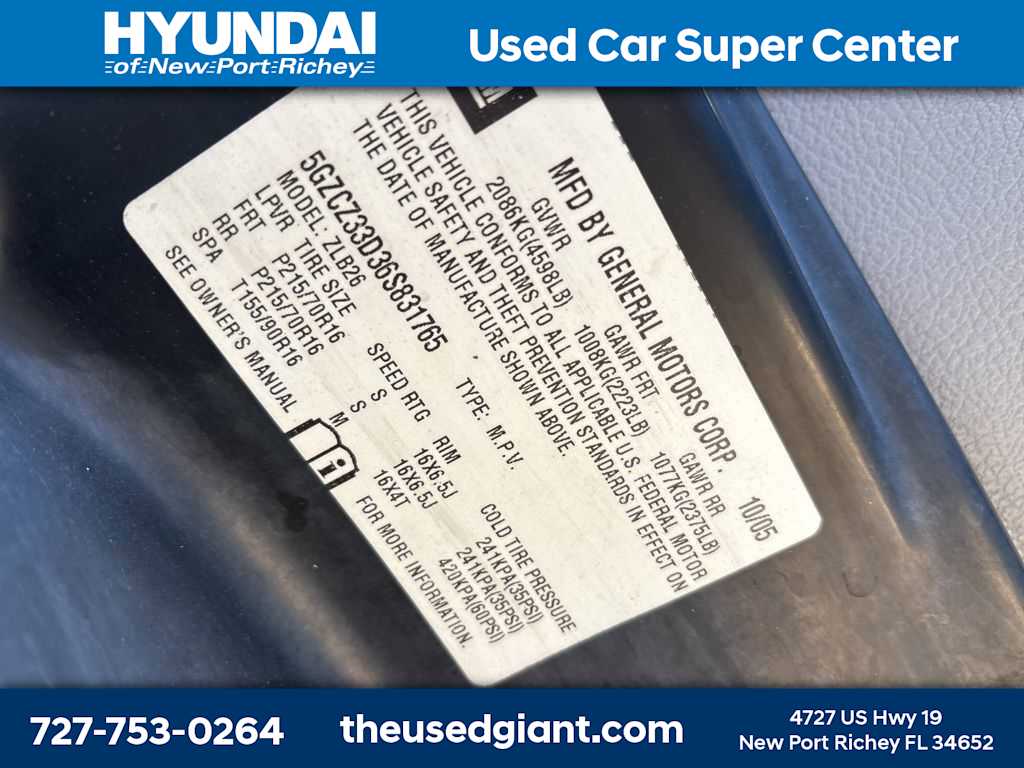 HYUNDAI
of New Port Richey
Used Car Super Center
GM
MFD BY GENERAL MOTORS CORP.
10/05
GVWR GAWR FRT GAWR RR
2086KG(4598LB) 1008KG(2223LB) 1077KG(2375LB)
THIS VEHICLE CONFORMS TO ALL APPLICABLE U.S. FEDERAL MOTOR
VEHICLE SAFETY AND THEFT PREVENTION STANDARDS IN EFFECT ON
THE DATE OF MANUFACTURE SHOWN ABOVE.
5GZCZ33D36S831765 TYPE: M.P.V.
MODEL: ZLB26
LPVR TIRE SIZE SPEED RTG RIM COLD TIRE PRESSURE
FRT P215/70R16 S 16X6.5J 241KPA(35PSI)
RR P215/70R16 S 16X6.5J 241KPA(35PSI)
SPA T155/90R16 M 16X4T 420KPA(60PSI)
SEE OWNER'S MANUAL i FOR MORE INFORMATION.
727-753-0264
theusedgiant.com
4727 US Hwy 19
New Port Richey FL 34652